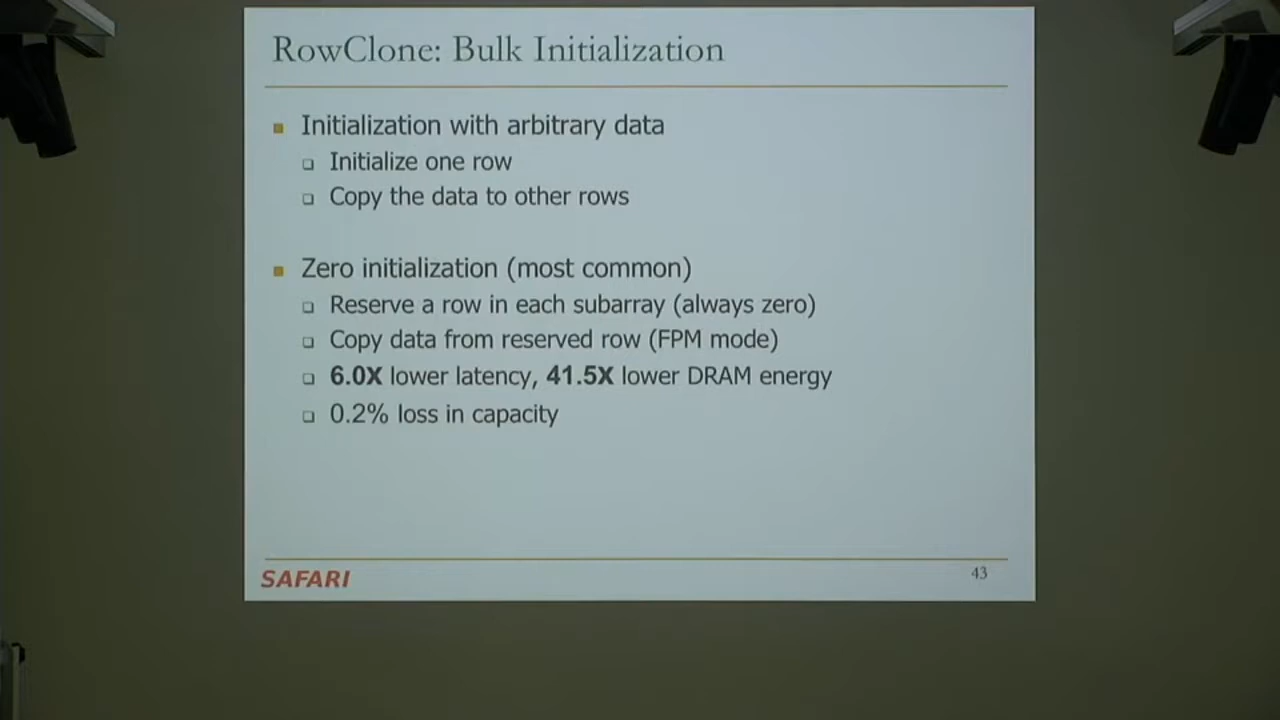 RowClone: Bulk Initialization
Initialization with arbitrary data
Initialize one row
Copy the data to other rows
Zero initialization (most common)
Reserve a row in each subarray (always zero)
Copy data from reserved row (FPM mode)
6.0X lower latency, 41.5X lower DRAM energy
0.2% loss in capacity
SAFARI
43